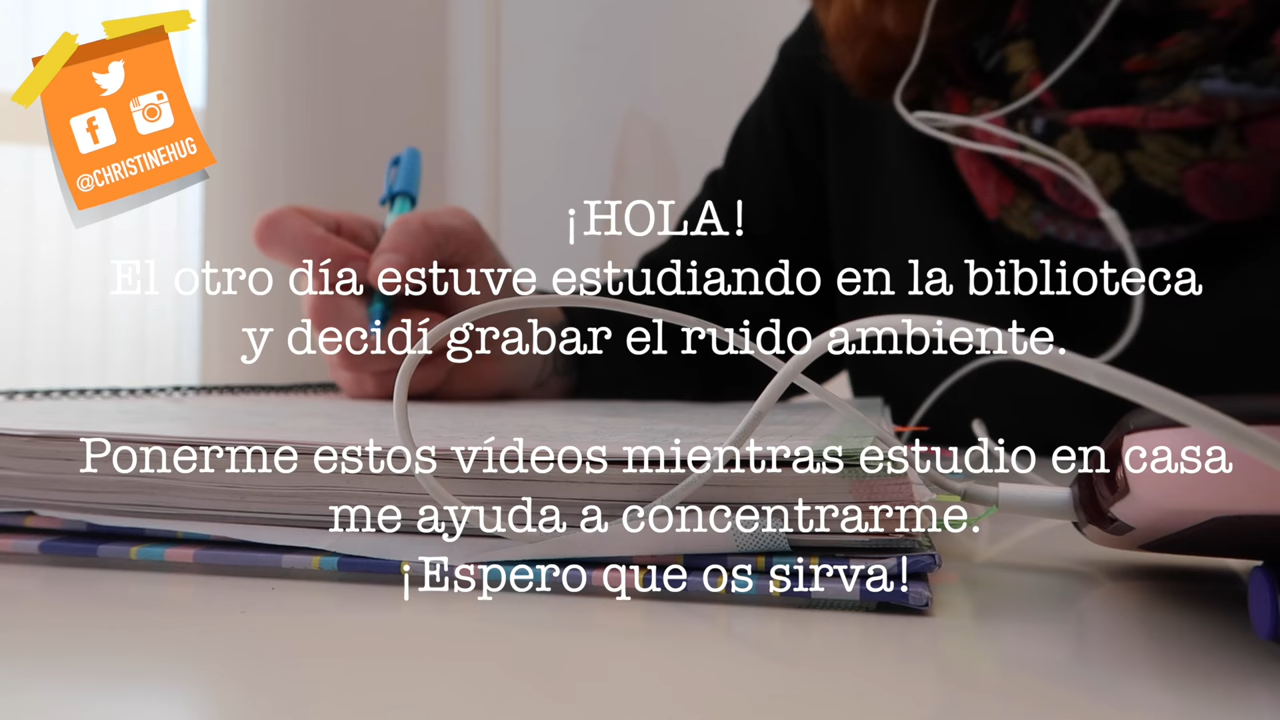 @CHRISTINEHUG
¡HOLA!
El otro día estuve estudiando en la biblioteca
y decidí grabar el ruido ambiente.
Ponerme estos vídeos mientras estudio en casa
me ayuda a concentrarme.
¡Espero que os sirva!